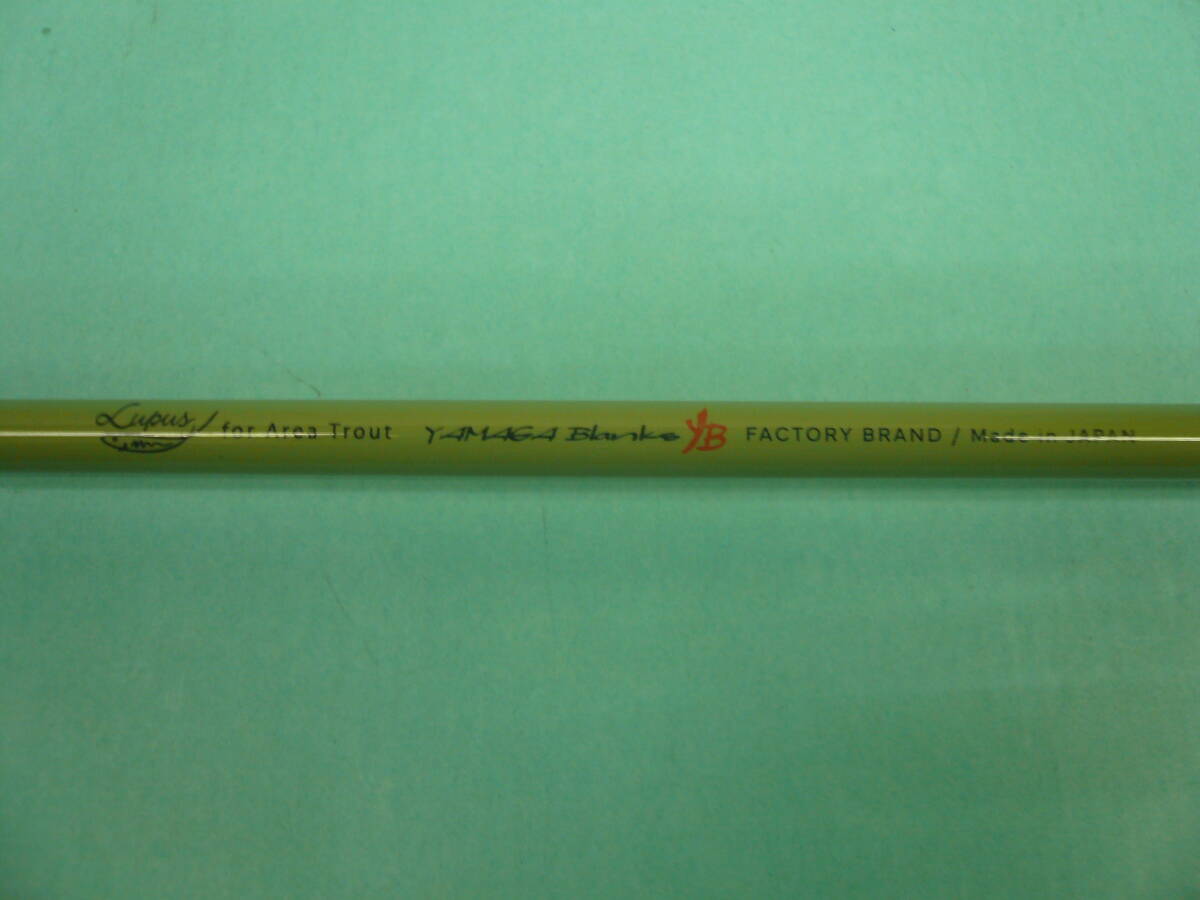 Lupus / for Area Trout YAMAGA Blanks YB FACTORY BRAND / Made in JAPAN